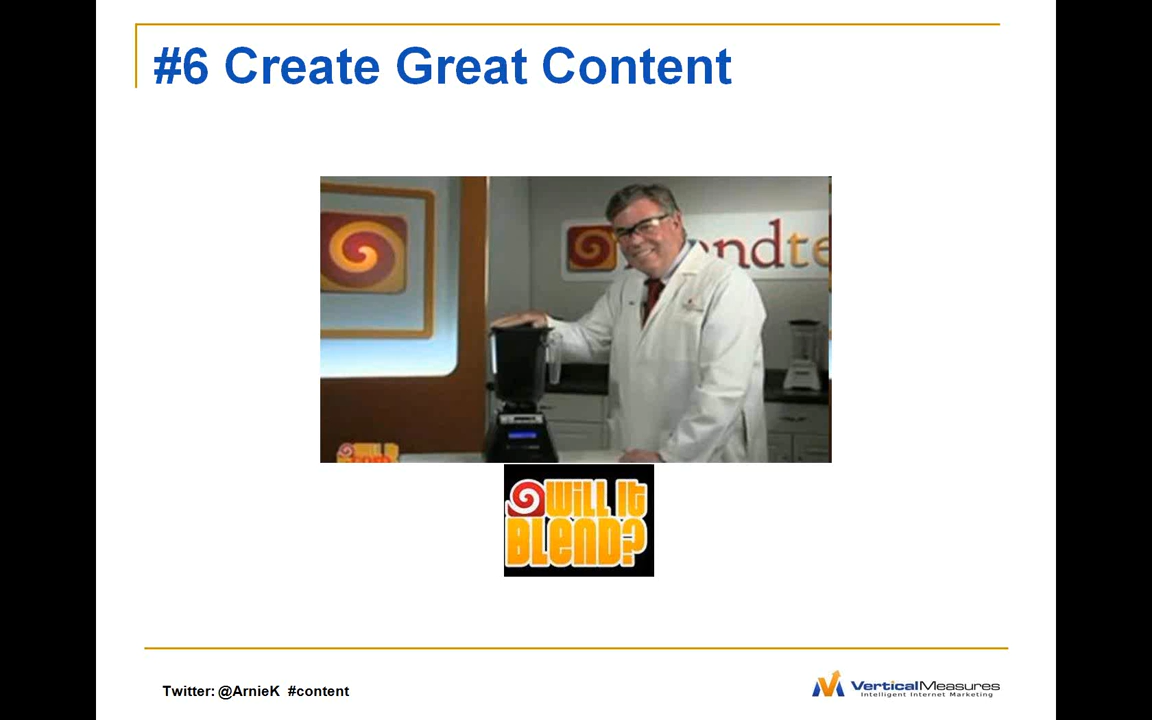 #6 Create Great Content
WiLL it
BLEND?
Twitter: @ArnieK #content
VerticalMeasures
Intelligent Internet Marketing